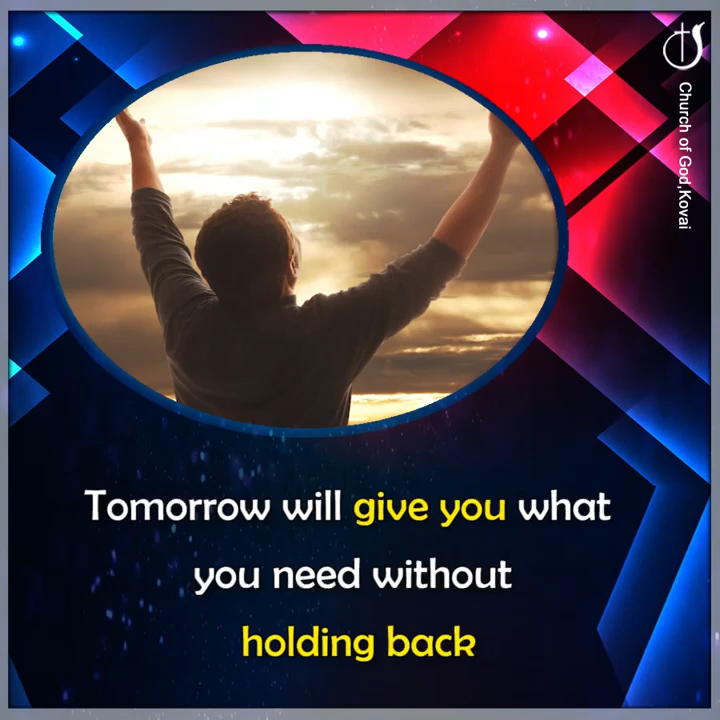 Church of God,Kovai
Tomorrow will give you what
you need without
holding back